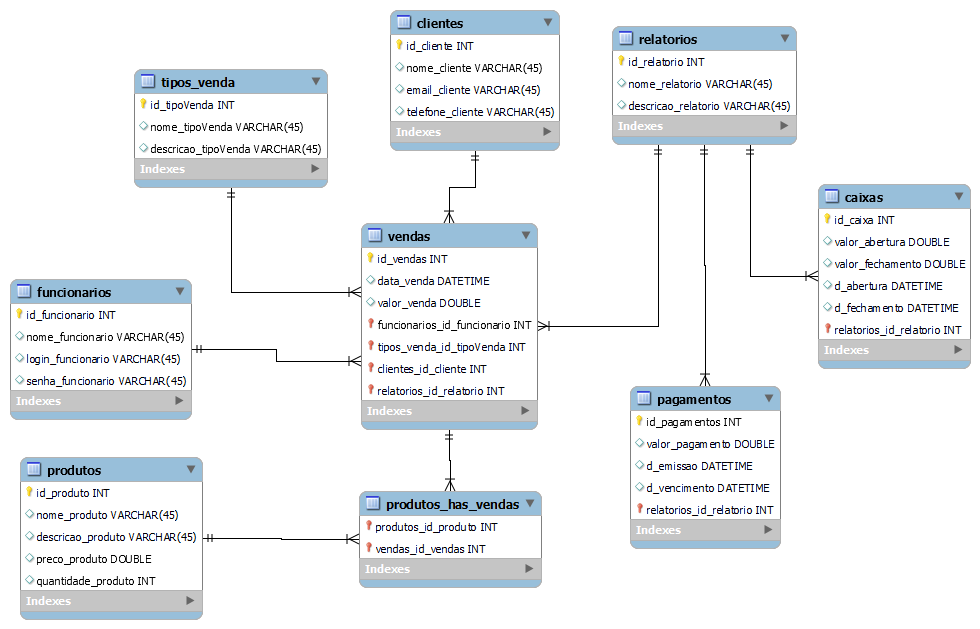 clientes
id_cliente INT
nome_cliente VARCHAR(45)
email_cliente VARCHAR(45)
telefone_cliente VARCHAR(45)
Indexes
relatorios
id_relatorio INT
nome_relatorio VARCHAR(45)
descricao_relatorio VARCHAR(45)
Indexes
tipos_venda
id_tipoVenda INT
nome_tipoVenda VARCHAR(45)
descricao_tipoVenda VARCHAR(45)
Indexes
caixas
id_caixa INT
valor_abertura DOUBLE
valor_fechamento DOUBLE
d_abertura DATETIME
d_fechamento DATETIME
relatorios_id_relatorio INT
Indexes
vendas
id_vendas INT
data_venda DATETIME
valor_venda DOUBLE
funcionarios_id_funcionario INT
tipos_venda_id_tipoVenda INT
clientes_id_cliente INT
relatorios_id_relatorio INT
Indexes
funcionarios
id_funcionario INT
nome_funcionario VARCHAR(45)
login_funcionario VARCHAR(45)
senha_funcionario VARCHAR(45)
Indexes
pagamentos
id_pagamentos INT
valor_pagamento DOUBLE
d_emissao DATETIME
d_vencimento DATETIME
relatorios_id_relatorio INT
Indexes
produtos
id_produto INT
nome_produto VARCHAR(45)
descricao_produto VARCHAR(45)
preco_produto DOUBLE
quantidade_produto INT
Indexes
produtos_has_vendas
produtos_id_produto INT
vendas_id_vendas INT
Indexes